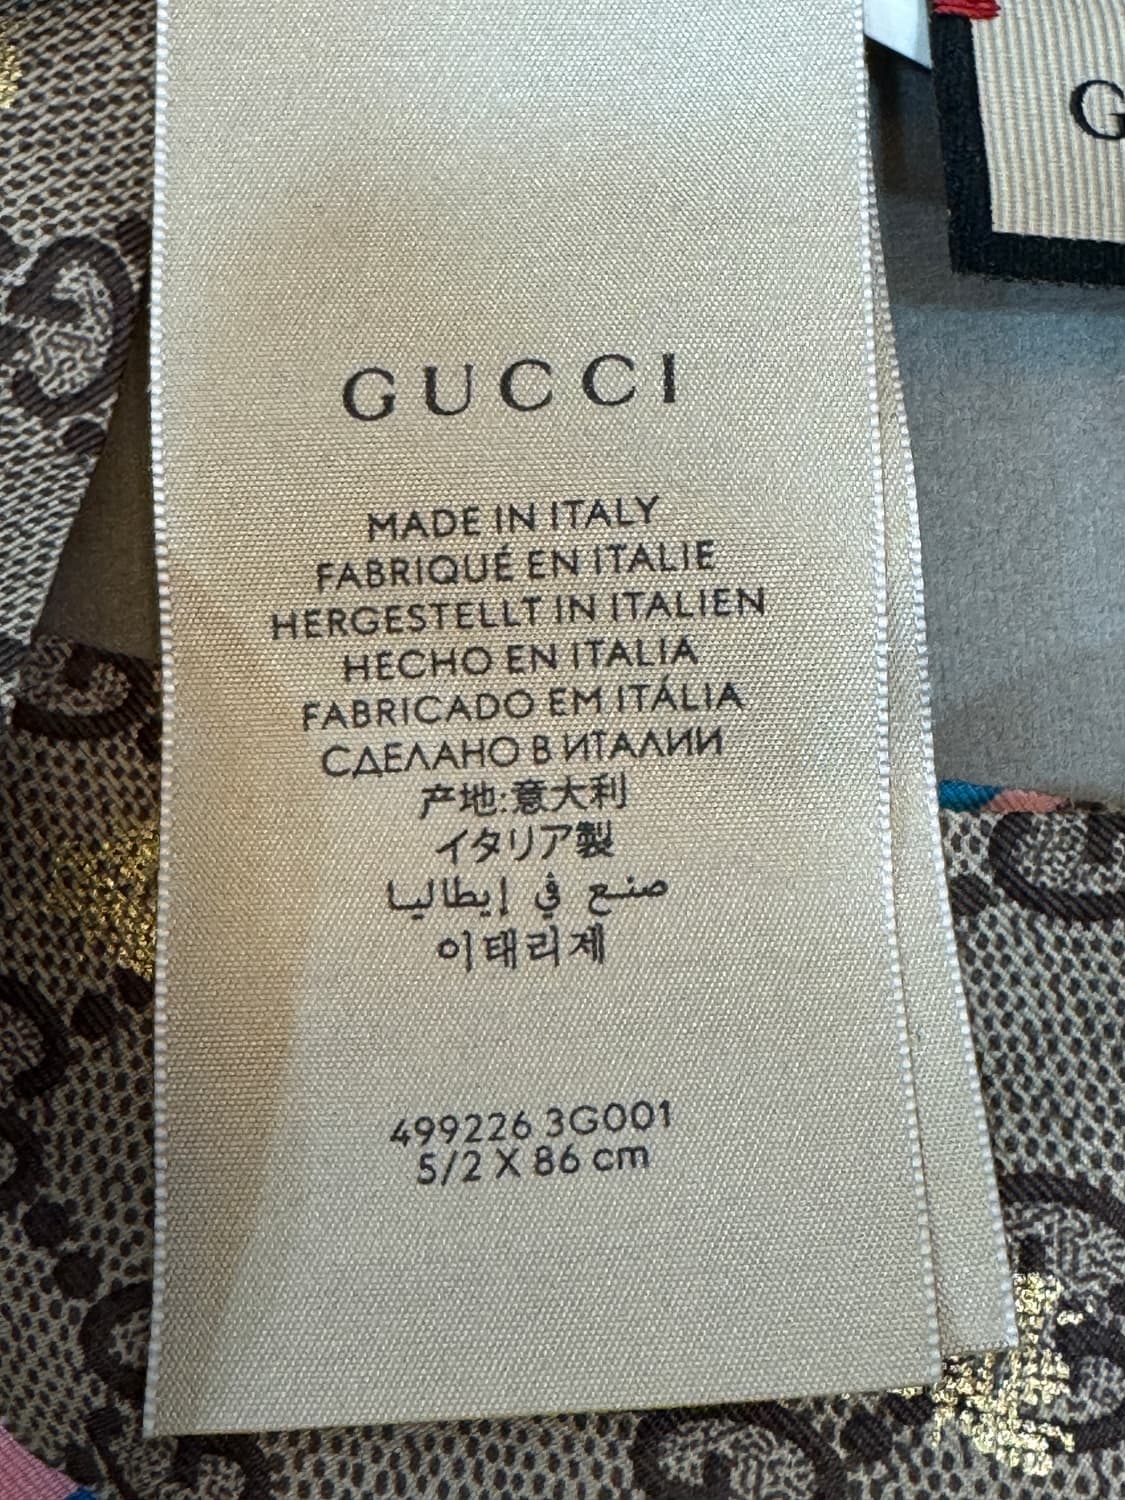 GUCCI
MADE IN ITALY
FABRIQUÉ EN ITALIE
HERGESTELLT IN ITALIEN
HECHO EN ITALIA
FABRICADO EM ITÁLIA
СДЕЛАНО В ИТАЛИИ
产地:意大利
イタリア製
صنع في إيطاليا
이태리제
499226 3G001
5/2 X 86 cm
G